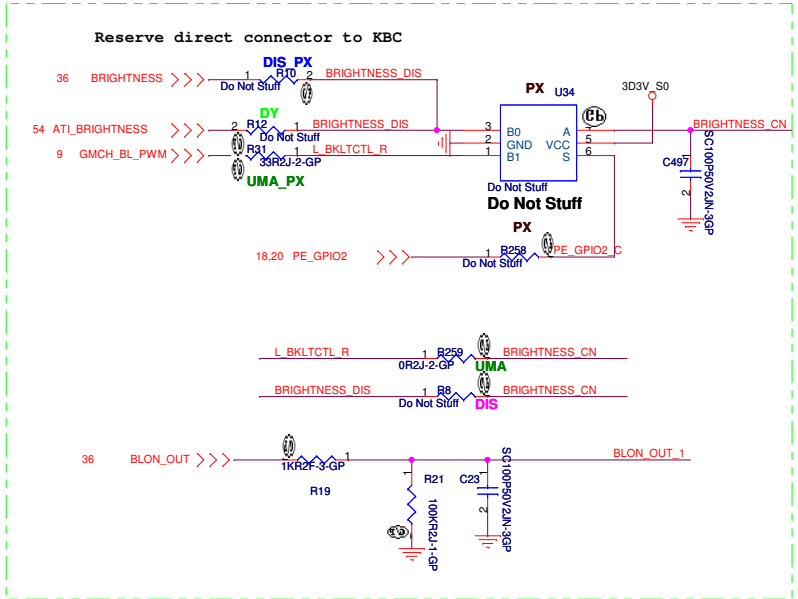 Reserve direct connector to KBC
36 BRIGHTNESS
DIS_PX
1 R10 2 BRIGHTNESS_DIS
Do Not Stuff
54 ATI_BRIGHTNESS
DY
2 R12 1 BRIGHTNESS_DIS
Do Not Stuff
9 GMCH_BL_PWM
R31 1 L_BKLTCTL_R
33R2J-2-GP
UMA_PX
PX U34
3 B0 A
2 GND VCC 5
1 B1 S 6
Do Not Stuff
Do Not Stuff
3D3V_S0
BRIGHTNESS_CN
C497
2
SC100P50V2JN-3GP
PX
18,20 PE_GPIO2
1 R258 PE_GPIO2_C
Do Not Stuff
L_BKLTCTL_R 1 R259 BRIGHTNESS_CN
0R2J-2-GP UMA
BRIGHTNESS_DIS 1 R8 BRIGHTNESS_CN
Do Not Stuff DIS
36 BLON_OUT
1
1KR2F-3-GP
R19
BLON_OUT_1
1
R21
100KR2J-1-GP
C23
1
2
SC100P50V2JN-3GP